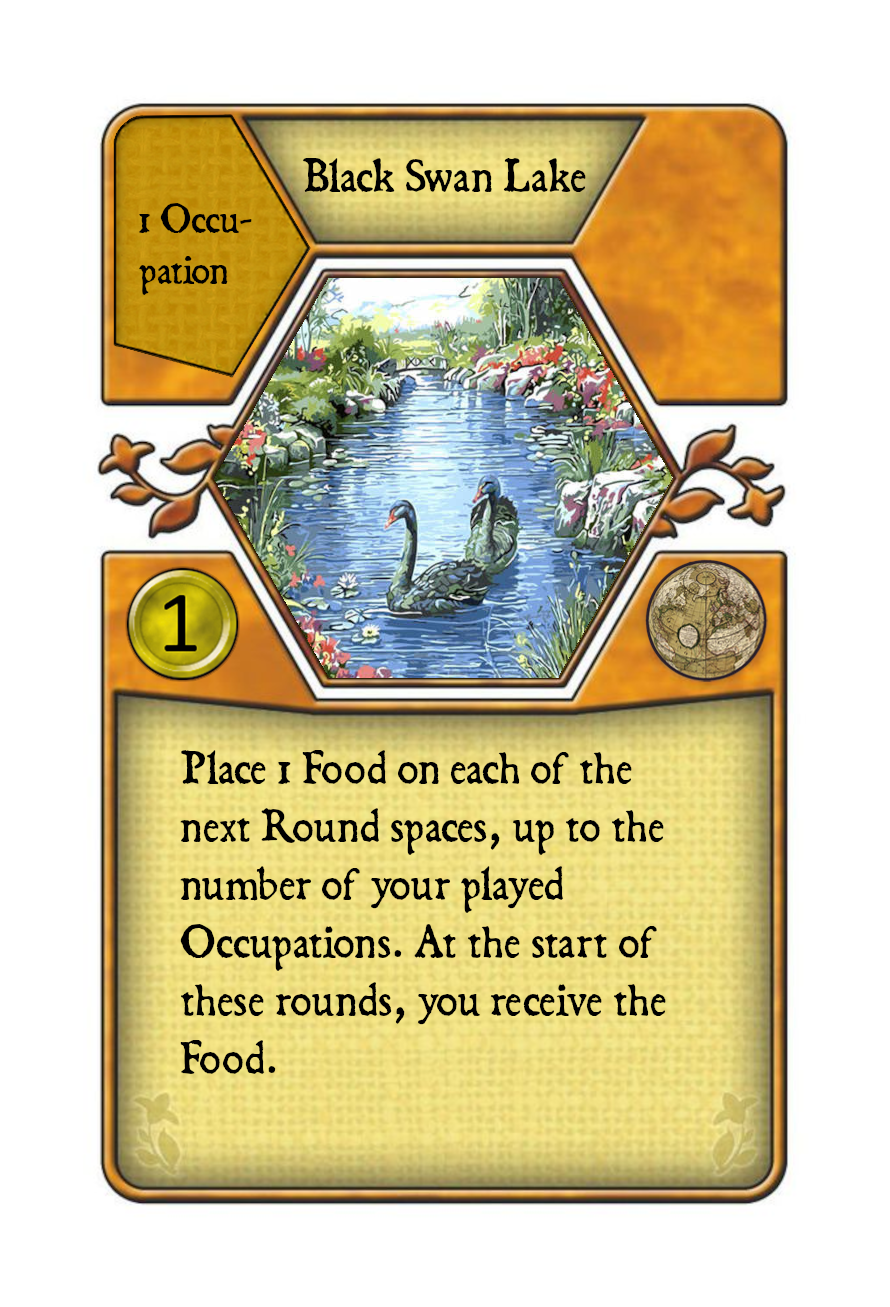 Black Swan Lake
1 Occu-
pation
1
Place 1 Food on each of the
next Round spaces, up to the
number of your played
Occupations. At the start of
these rounds, you receive the
Food.